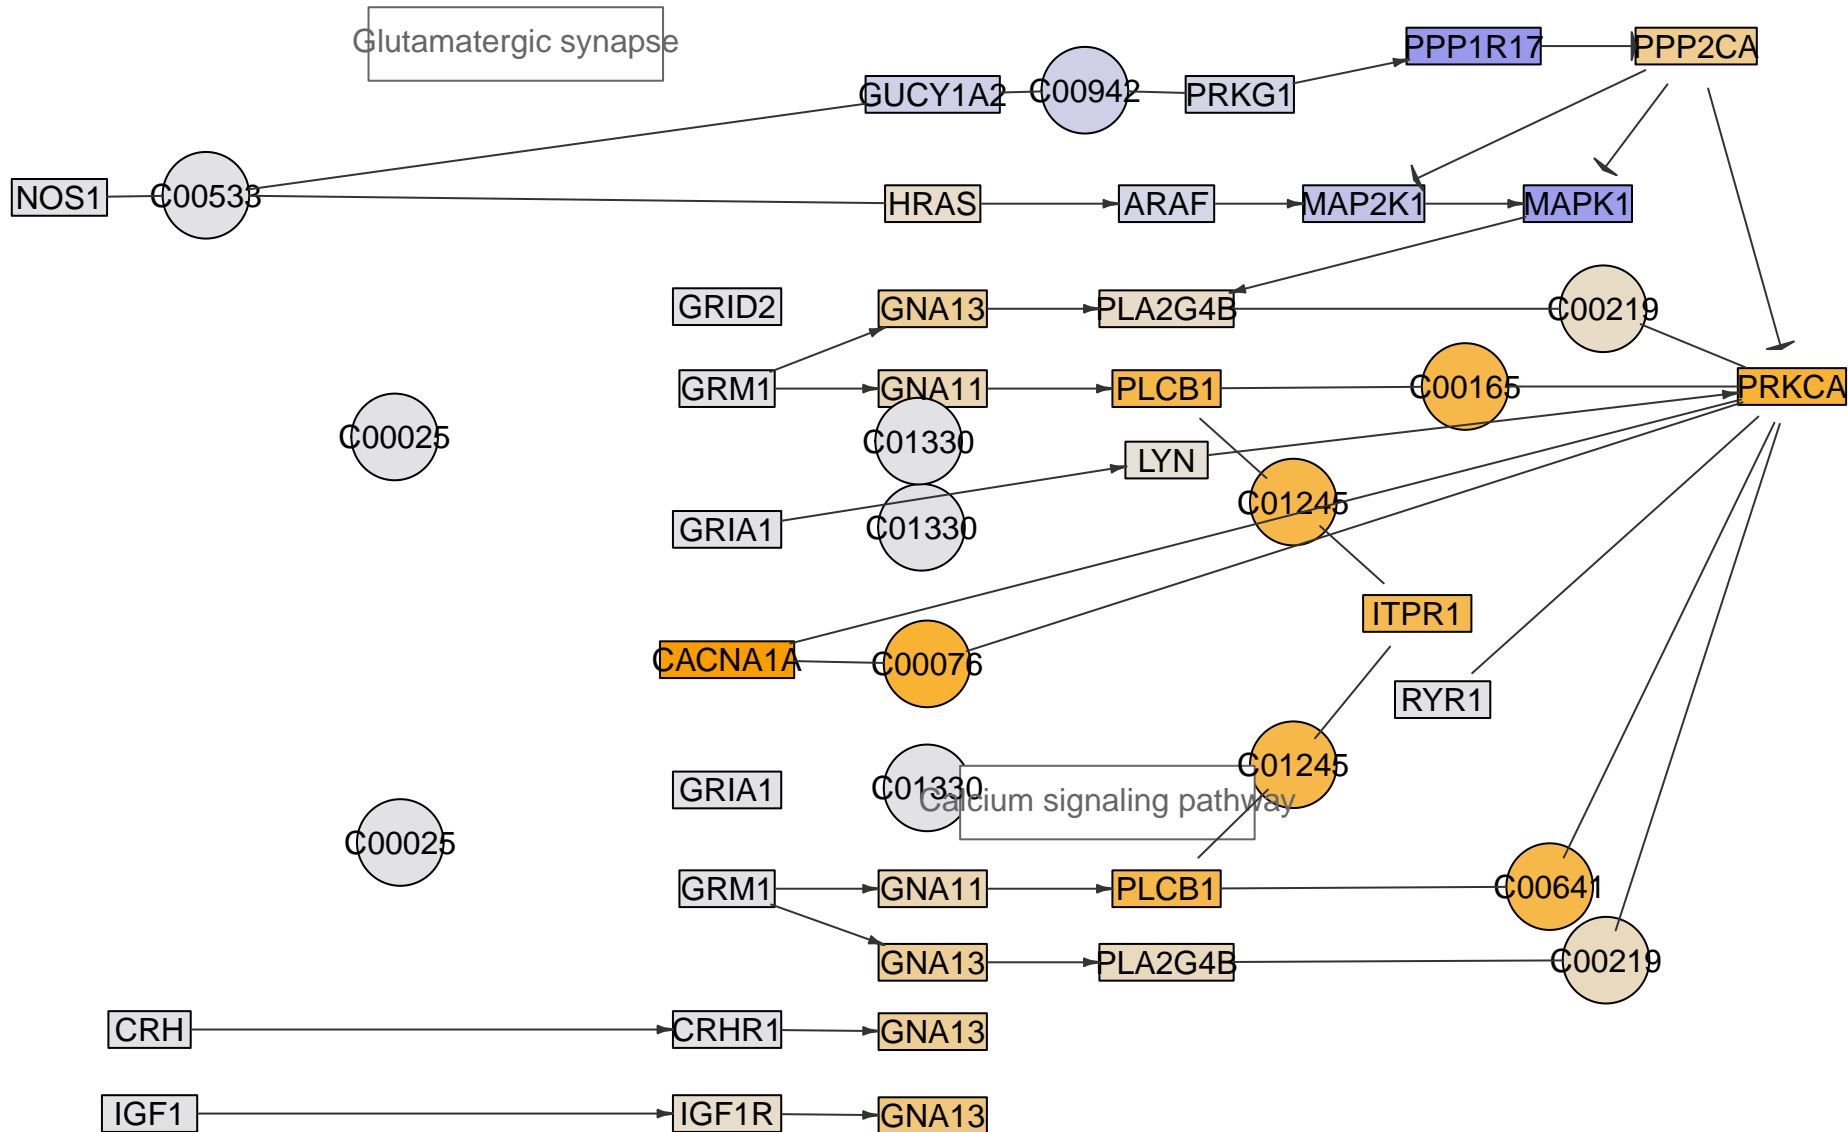 Glutamatergic synapse
PPP1R17
PPP2CA
GUCY1A2
C00942
PRKG1
NOS1
C00533
HRAS
ARAF
MAP2K1
MAPK1
GRID2
GNA13
PLA2G4B
C00219
GRM1
GNA11
PLCB1
C00165
PRKCA
C00025
C01330
LYN
GRIA1
C01330
C01245
ITPR1
CACNA1A
C00076
RYR1
GRIA1
C01330
C01245
Calcium signaling pathway
C00025
GRM1
GNA11
PLCB1
C00641
GNA13
PLA2G4B
C00219
CRH
CRHR1
GNA13
IGF1
IGF1R
GNA13